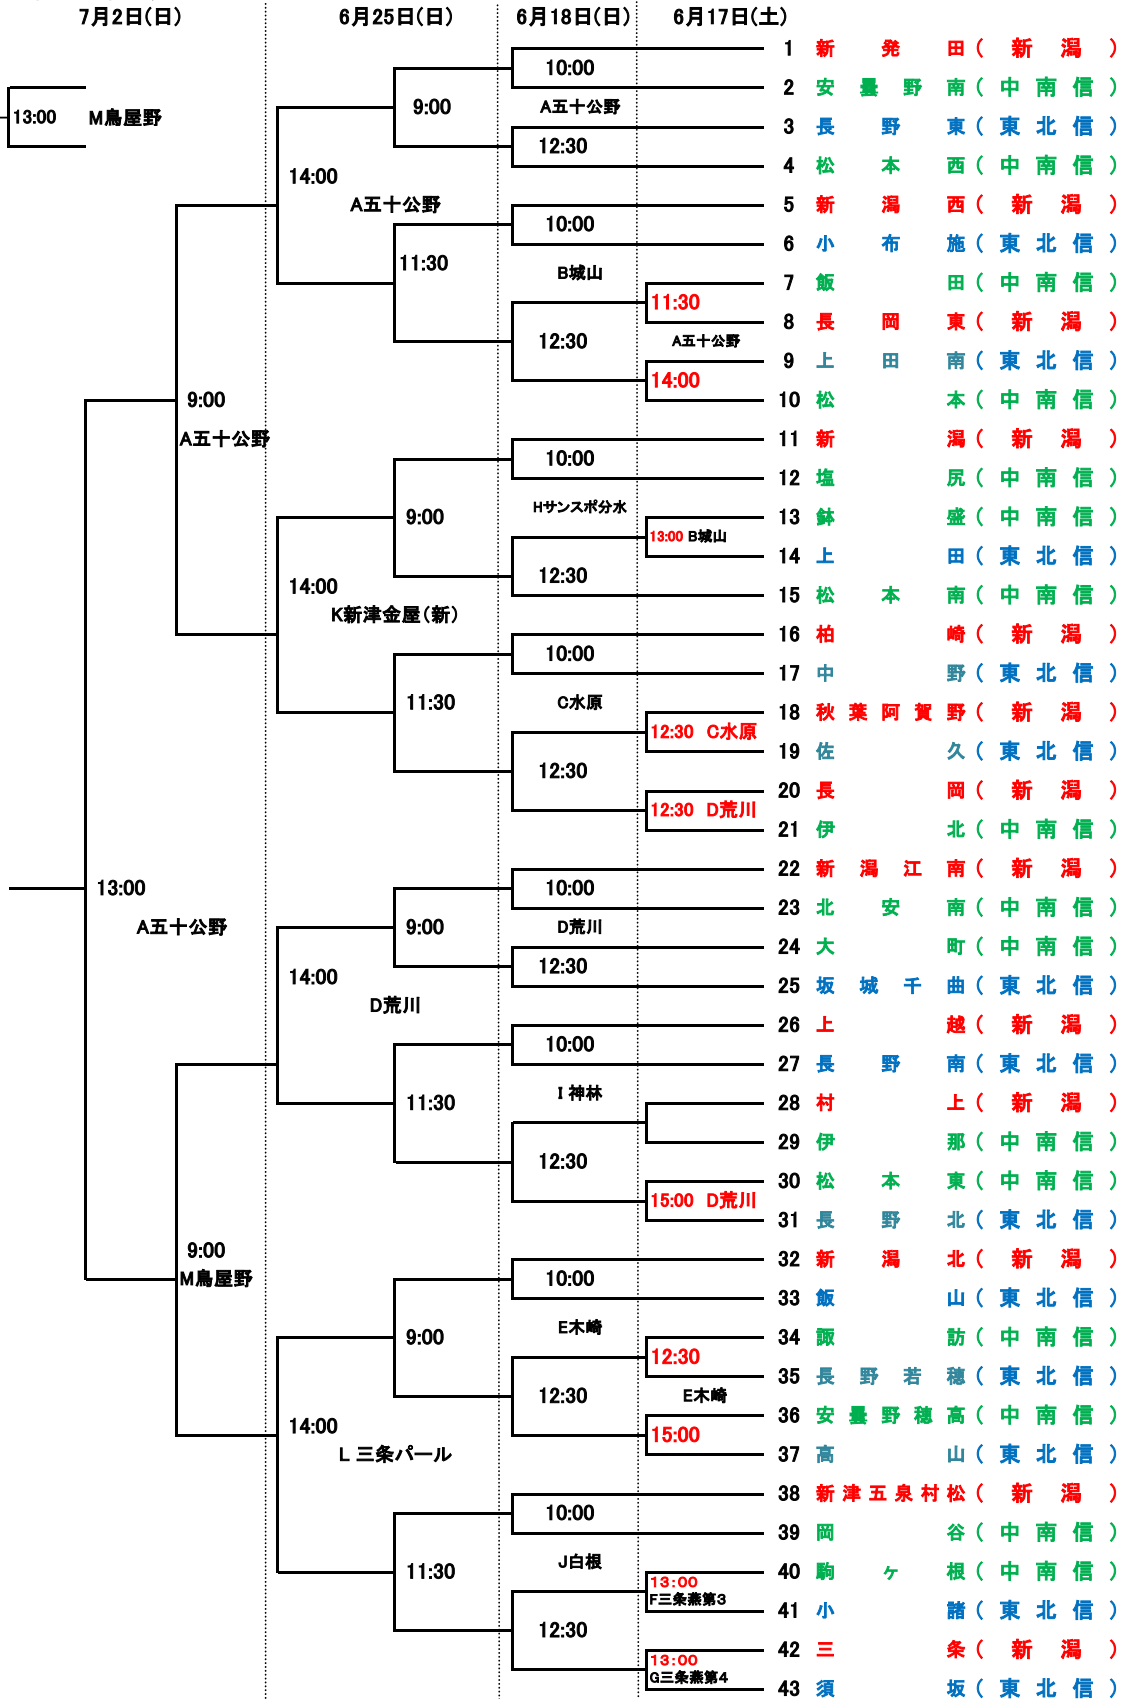 7月2日(日) 6月25日(日) 6月18日(日) 6月17日(土)
1 新発田(新潟)
10:00
2 安曇野南(中南信)
9:00 A五十公野
13:00 M鳥屋野
3 長野東(東北信)
12:30
4 松本西(中南信)
14:00
A五十公野
5 新潟西(新潟)
10:00
6 小布施(東北信)
11:30
B城山
7 飯田(中南信)
11:30
8 長岡東(新潟)
12:30 A五十公野
9 上田南(東北信)
14:00
10 松本(中南信)
9:00
A五十公野
11 新潟(新潟)
10:00
12 塩尻(中南信)
Hサンスポ分水
9:00
13 鉢盛(中南信)
13:00 B城山
14 上田(東北信)
12:30
14:00
15 松本南(中南信)
K新津金屋(新)
16 柏崎(新潟)
10:00
17 中野(東北信)
11:30 C水原
18 秋葉阿賀野(新潟)
12:30 C水原
19 佐久(東北信)
12:30
20 長岡(新潟)
12:30 D荒川
21 伊北(中南信)
22 新潟江南(新潟)
13:00 10:00
23 北安南(中南信)
A五十公野 9:00 D荒川
24 大町(中南信)
12:30
14:00
25 坂城千曲(東北信)
D荒川
26 上越(新潟)
10:00
27 長野南(東北信)
I 神林
11:30
28 村上(新潟)
29 伊那(中南信)
12:30
30 松本東(中南信)
15:00 D荒川
31 長野北(東北信)
9:00
M鳥屋野
32 新潟北(新潟)
10:00
33 飯山(東北信)
E木崎
9:00
34 諏訪(中南信)
12:30
35 長野若穂(東北信)
12:30 E木崎
36 安曇野穂高(中南信)
14:00 15:00
37 高山(東北信)
L 三条パール
38 新津五泉村松(新潟)
10:00
39 岡谷(中南信)
J白根
11:30
40 駒ヶ根(中南信)
13:00
F三条燕第3
41 小諸(東北信)
12:30
42 三条(新潟)
13:00
G三条燕第4
43 須坂(東北信)